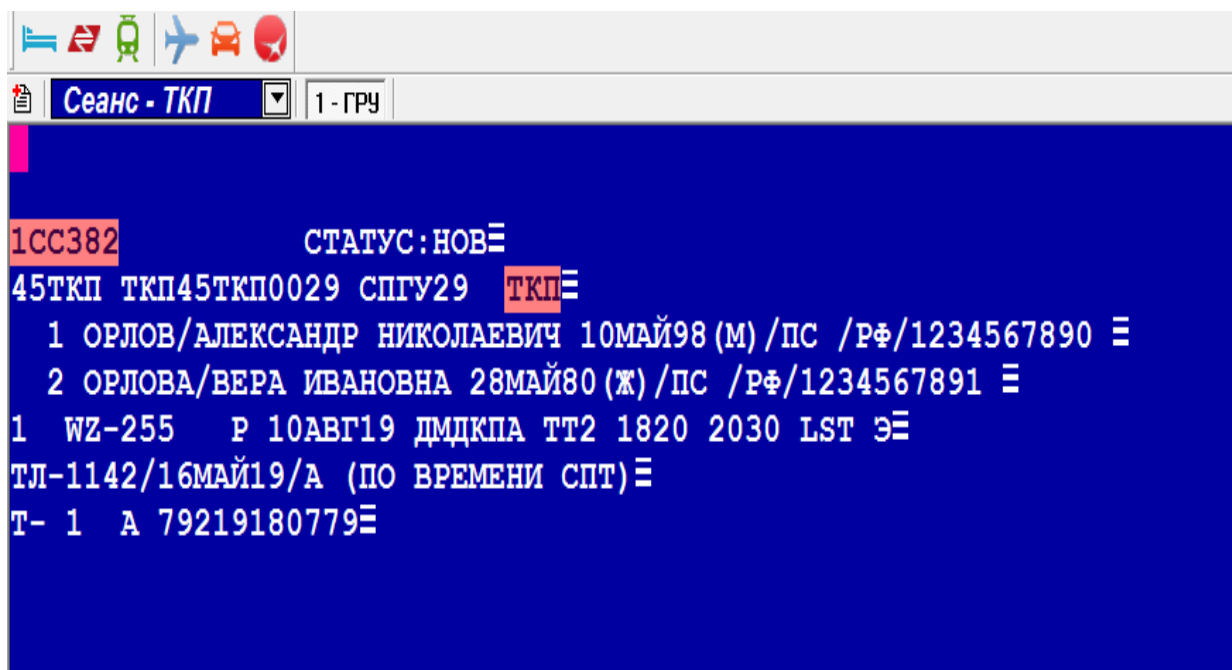 Сеанс - ТКП 1 - ГРУ
1СС382 СТАТУС:НОВ
45ТКП ТКП45ТКП0029 СПГУ29 ТКП
1 ОРЛОВ/АЛЕКСАНДР НИКОЛАЕВИЧ 10МАЙ98(М)/ПС /РФ/1234567890
2 ОРЛОВА/ВЕРА ИВАНОВНА 28МАЙ80(Ж)/ПС /РФ/1234567891
1 WZ-255 Р 10АВГ19 ДМДКПА ТТ2 1820 2030 LST Э
ТЛ-1142/16МАЙ19/А (ПО ВРЕМЕНИ СПТ)
Т- 1 А 79219180779